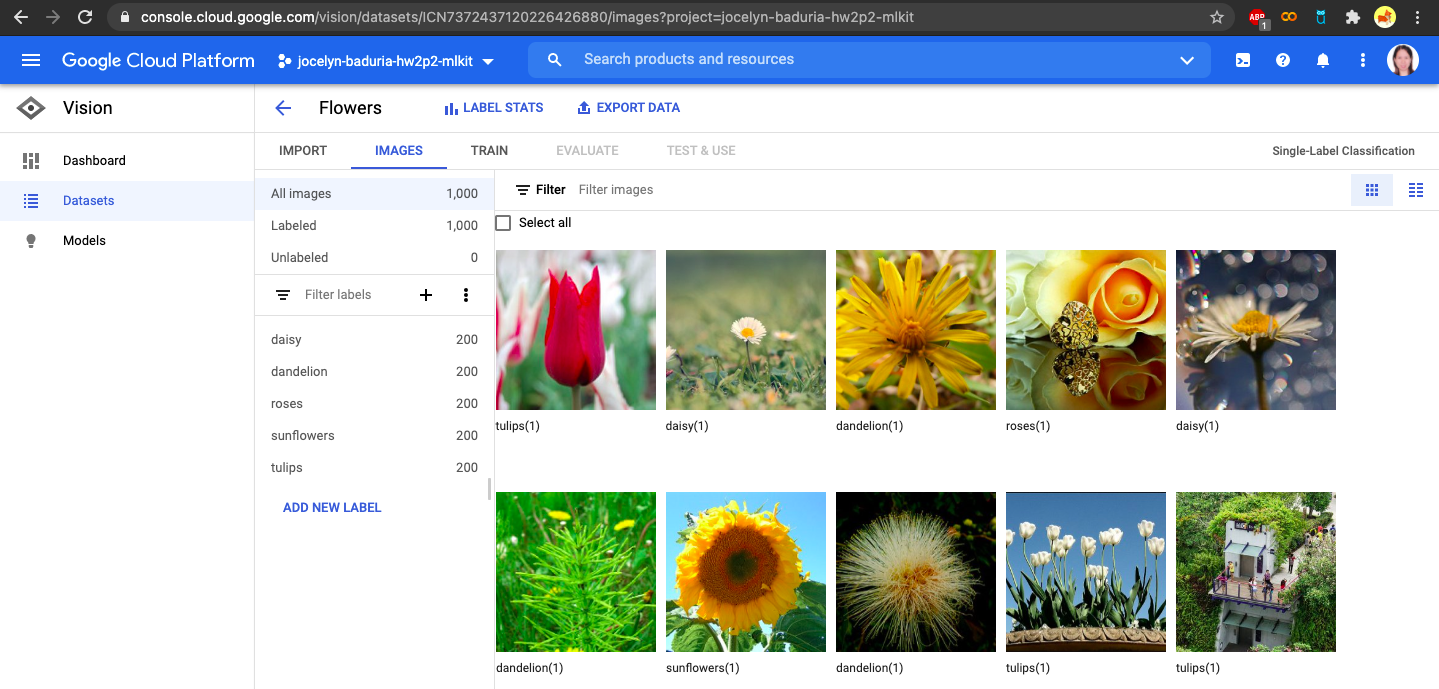 console.cloud.google.com/vision/datasets/ICN7372437120226426880/images?project=jocelyn-baduria-hw2p2-mlkit
ABP
1
Google Cloud Platform
jocelyn-baduria-hw2p2-mlkit
Search products and resources
Vision
Flowers
LABEL STATS
EXPORT DATA
Dashboard
Datasets
Models
IMPORT
IMAGES
TRAIN
EVALUATE
TEST & USE
Single-Label Classification
All images 1,000
Labeled 1,000
Unlabeled 0
Filter labels
daisy 200
dandelion 200
roses 200
sunflowers 200
tulips 200
ADD NEW LABEL
Filter Filter images
Select all
tulips(1)
daisy(1)
dandelion(1)
roses(1)
daisy(1)
dandelion(1)
sunflowers(1)
dandelion(1)
tulips(1)
tulips(1)